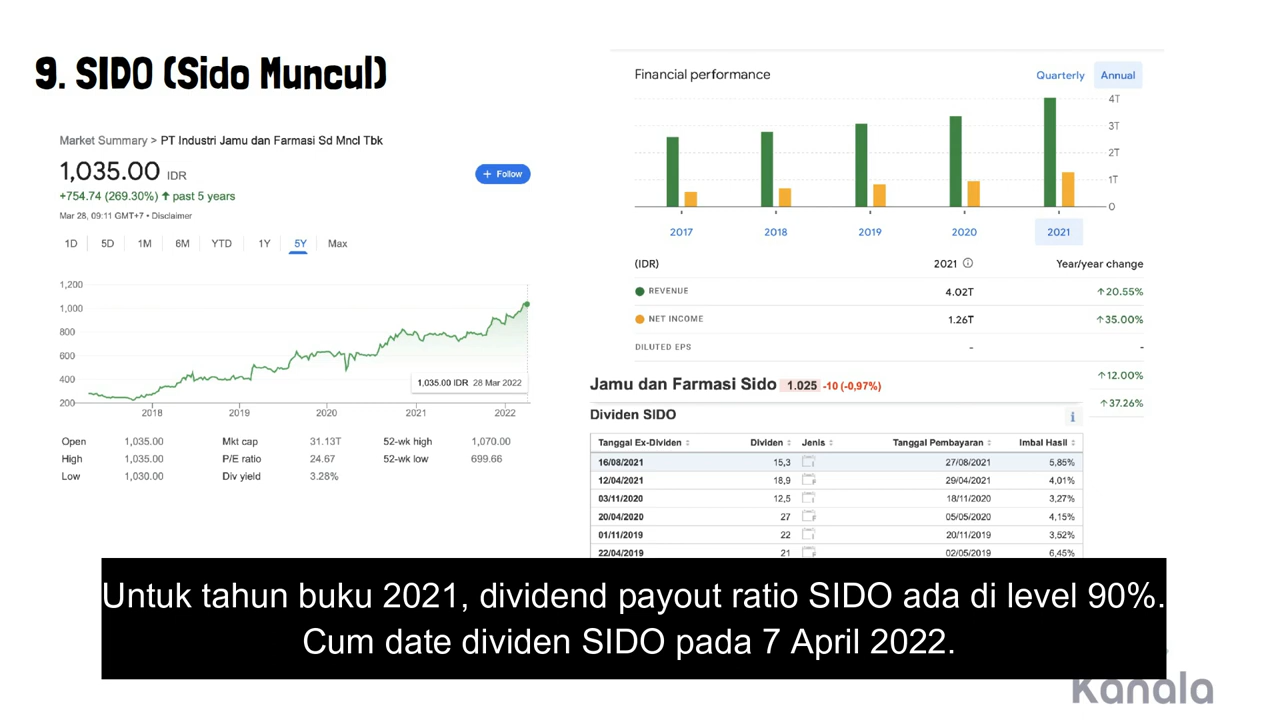 9. SIDO (Sido Muncul)
Market Summary > PT Industri Jamu dan Farmasi Sd Mncl Tbk
1,035.00 IDR
+ Follow
+754.74 (269.30%) ↑ past 5 years
Mar 28, 09:11 GMT+7 • Disclaimer
1D 5D 1M 6M YTD 1Y 5Y Max
1,200
1,000
800
600
400
200
1,035.00 IDR 28 Mar 2022
2018 2019 2020 2021 2022
Open 1,035.00 Mkt cap 31.13T 52-wk high 1,070.00
High 1,035.00 P/E ratio 24.67 52-wk low 699.66
Low 1,030.00 Div yield 3.28%
Financial performance Quarterly Annual
4T
3T
2T
1T
0
2017 2018 2019 2020 2021
(IDR) 2021 Year/year change
REVENUE 4.02T ↑20.55%
NET INCOME 1.26T ↑35.00%
DILUTED EPS - -
↑12.00%
↑37.26%
Jamu dan Farmasi Sido 1.025 -10 (-0,97%)
Dividen SIDO
Tanggal Ex-Dividen Dividen Jenis Tanggal Pembayaran Imbal Hasil
16/08/2021 15,3 27/08/2021 5,85%
12/04/2021 18,9 29/04/2021 4,01%
03/11/2020 12,5 18/11/2020 3,27%
20/04/2020 27 05/05/2020 4,15%
01/11/2019 22 20/11/2019 3,52%
22/04/2019 21 02/05/2019 6,45%
Untuk tahun buku 2021, dividend payout ratio SIDO ada di level 90%.
Cum date dividen SIDO pada 7 April 2022.
Kanala